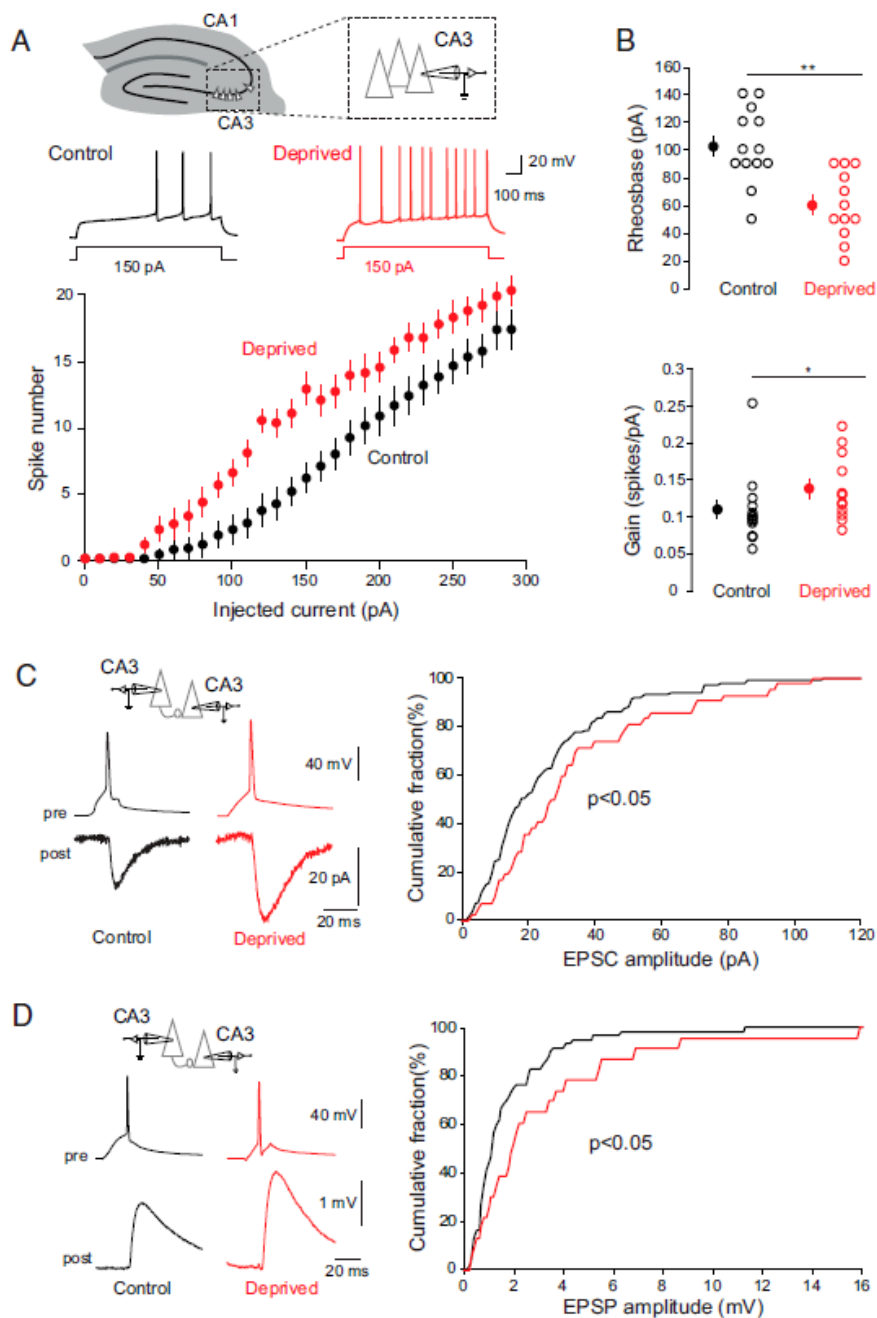 A
CA1
CA3
CA3
Control
Deprived
20 mV
100 ms
150 pA
150 pA
20
15
10
5
0
Spike number
Deprived
Control
0
50
100
150
200
250
300
Injected current (pA)
B
**
160
140
120
100
80
60
40
20
0
Rheosbase (pA)
Control
Deprived
*
0.3
0.25
0.2
0.15
0.1
0.05
0
Gain (spikes/pA)
Control
Deprived
C
CA3
CA3
40 mV
pre
post
20 pA
20 ms
Control
Deprived
100
80
60
40
20
0
Cumulative fraction(%)
p<0.05
0
20
40
60
80
100
120
EPSC amplitude (pA)
D
CA3
CA3
40 mV
pre
1 mV
post
20 ms
Control
Deprived
100
80
60
40
20
0
Cumulative fraction(%)
p<0.05
0
2
4
6
8
10
12
14
16
EPSP amplitude (mV)